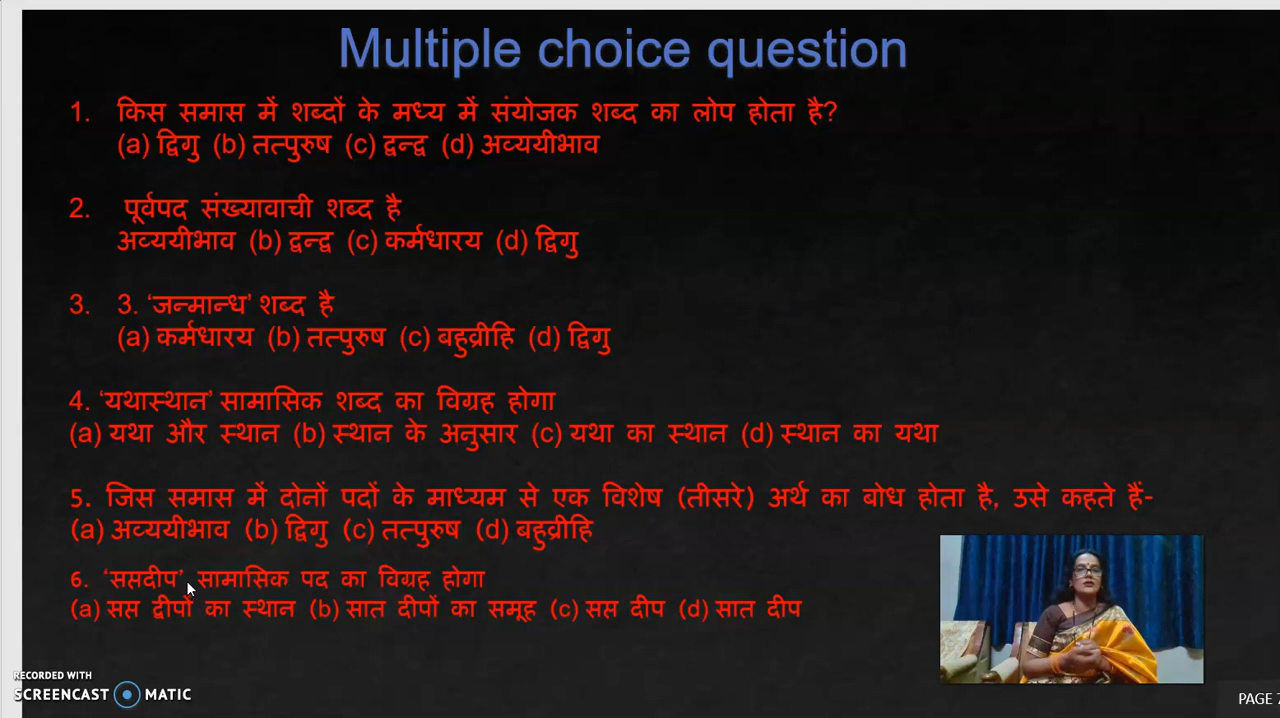 Multiple choice question
1. किस समास में शब्दों के मध्य में संयोजक शब्द का लोप होता है?
(a) द्विगु (b) तत्पुरुष (c) द्वन्द्व (d) अव्ययीभाव
2. पूर्वपद संख्यावाची शब्द है
अव्ययीभाव (b) द्वन्द्व (c) कर्मधारय (d) द्विगु
3. 3. ‘जन्मान्ध’ शब्द है
(a) कर्मधारय (b) तत्पुरुष (c) बहुव्रीहि (d) द्विगु
4. ‘यथास्थान’ सामासिक शब्द का विग्रह होगा
(a) यथा और स्थान (b) स्थान के अनुसार (c) यथा का स्थान (d) स्थान का यथा
5. जिस समास में दोनों पदों के माध्यम से एक विशेष (तीसरे) अर्थ का बोध होता है, उसे कहते हैं-
(a) अव्ययीभाव (b) द्विगु (c) तत्पुरुष (d) बहुव्रीहि
6. ‘सप्तदीप’ सामासिक पद का विग्रह होगा
(a) सप्त द्वीपों का स्थान (b) सात दीपों का समूह (c) सप्त दीप (d) सात दीप
RECORDED WITH
SCREENCAST MATIC
PAGE 7